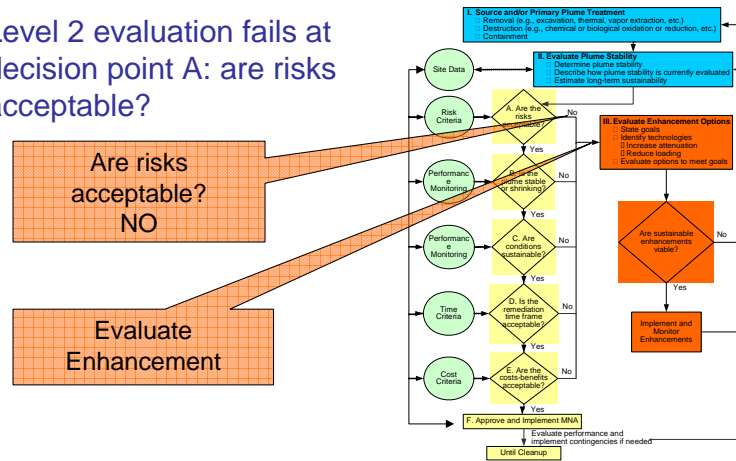 Level 2 evaluation fails at
decision point A: are risks
acceptable?
Are risks
acceptable?
NO
Evaluate
Enhancement
I. Source and/or Primary Plume Treatment
Removal (e.g., excavation, thermal, vapor extraction, etc.)
Destruction (e.g., chemical or biological oxidation or reduction, etc.)
Containment
II. Evaluate Plume Stability
Determine plume stability
Describe how plume stability is currently evaluated
Estimate long-term sustainability
Site Data
Risk
Criteria
A. Are the
risks
acceptable?
No
Yes
III. Evaluate Enhancement Options
State goals
Identify technologies
Increase attenuation
Reduce loading
Evaluate options to meet goals
Performanc
e
Monitoring
B. Is the
plume stable
or shrinking?
No
Yes
Performanc
e
Monitoring
C. Are
conditions
sustainable?
No
Yes
Are sustainable
enhancements
viable?
No
Yes
Time
Criteria
D. Is the
remediation
time frame
acceptable?
No
Yes
Implement and
Monitor
Enhancements
Cost
Criteria
E. Are the
costs-benefits
acceptable?
No
Yes
F. Approve and Implement MNA
Evaluate performance and
implement contingencies if needed
Until Cleanup